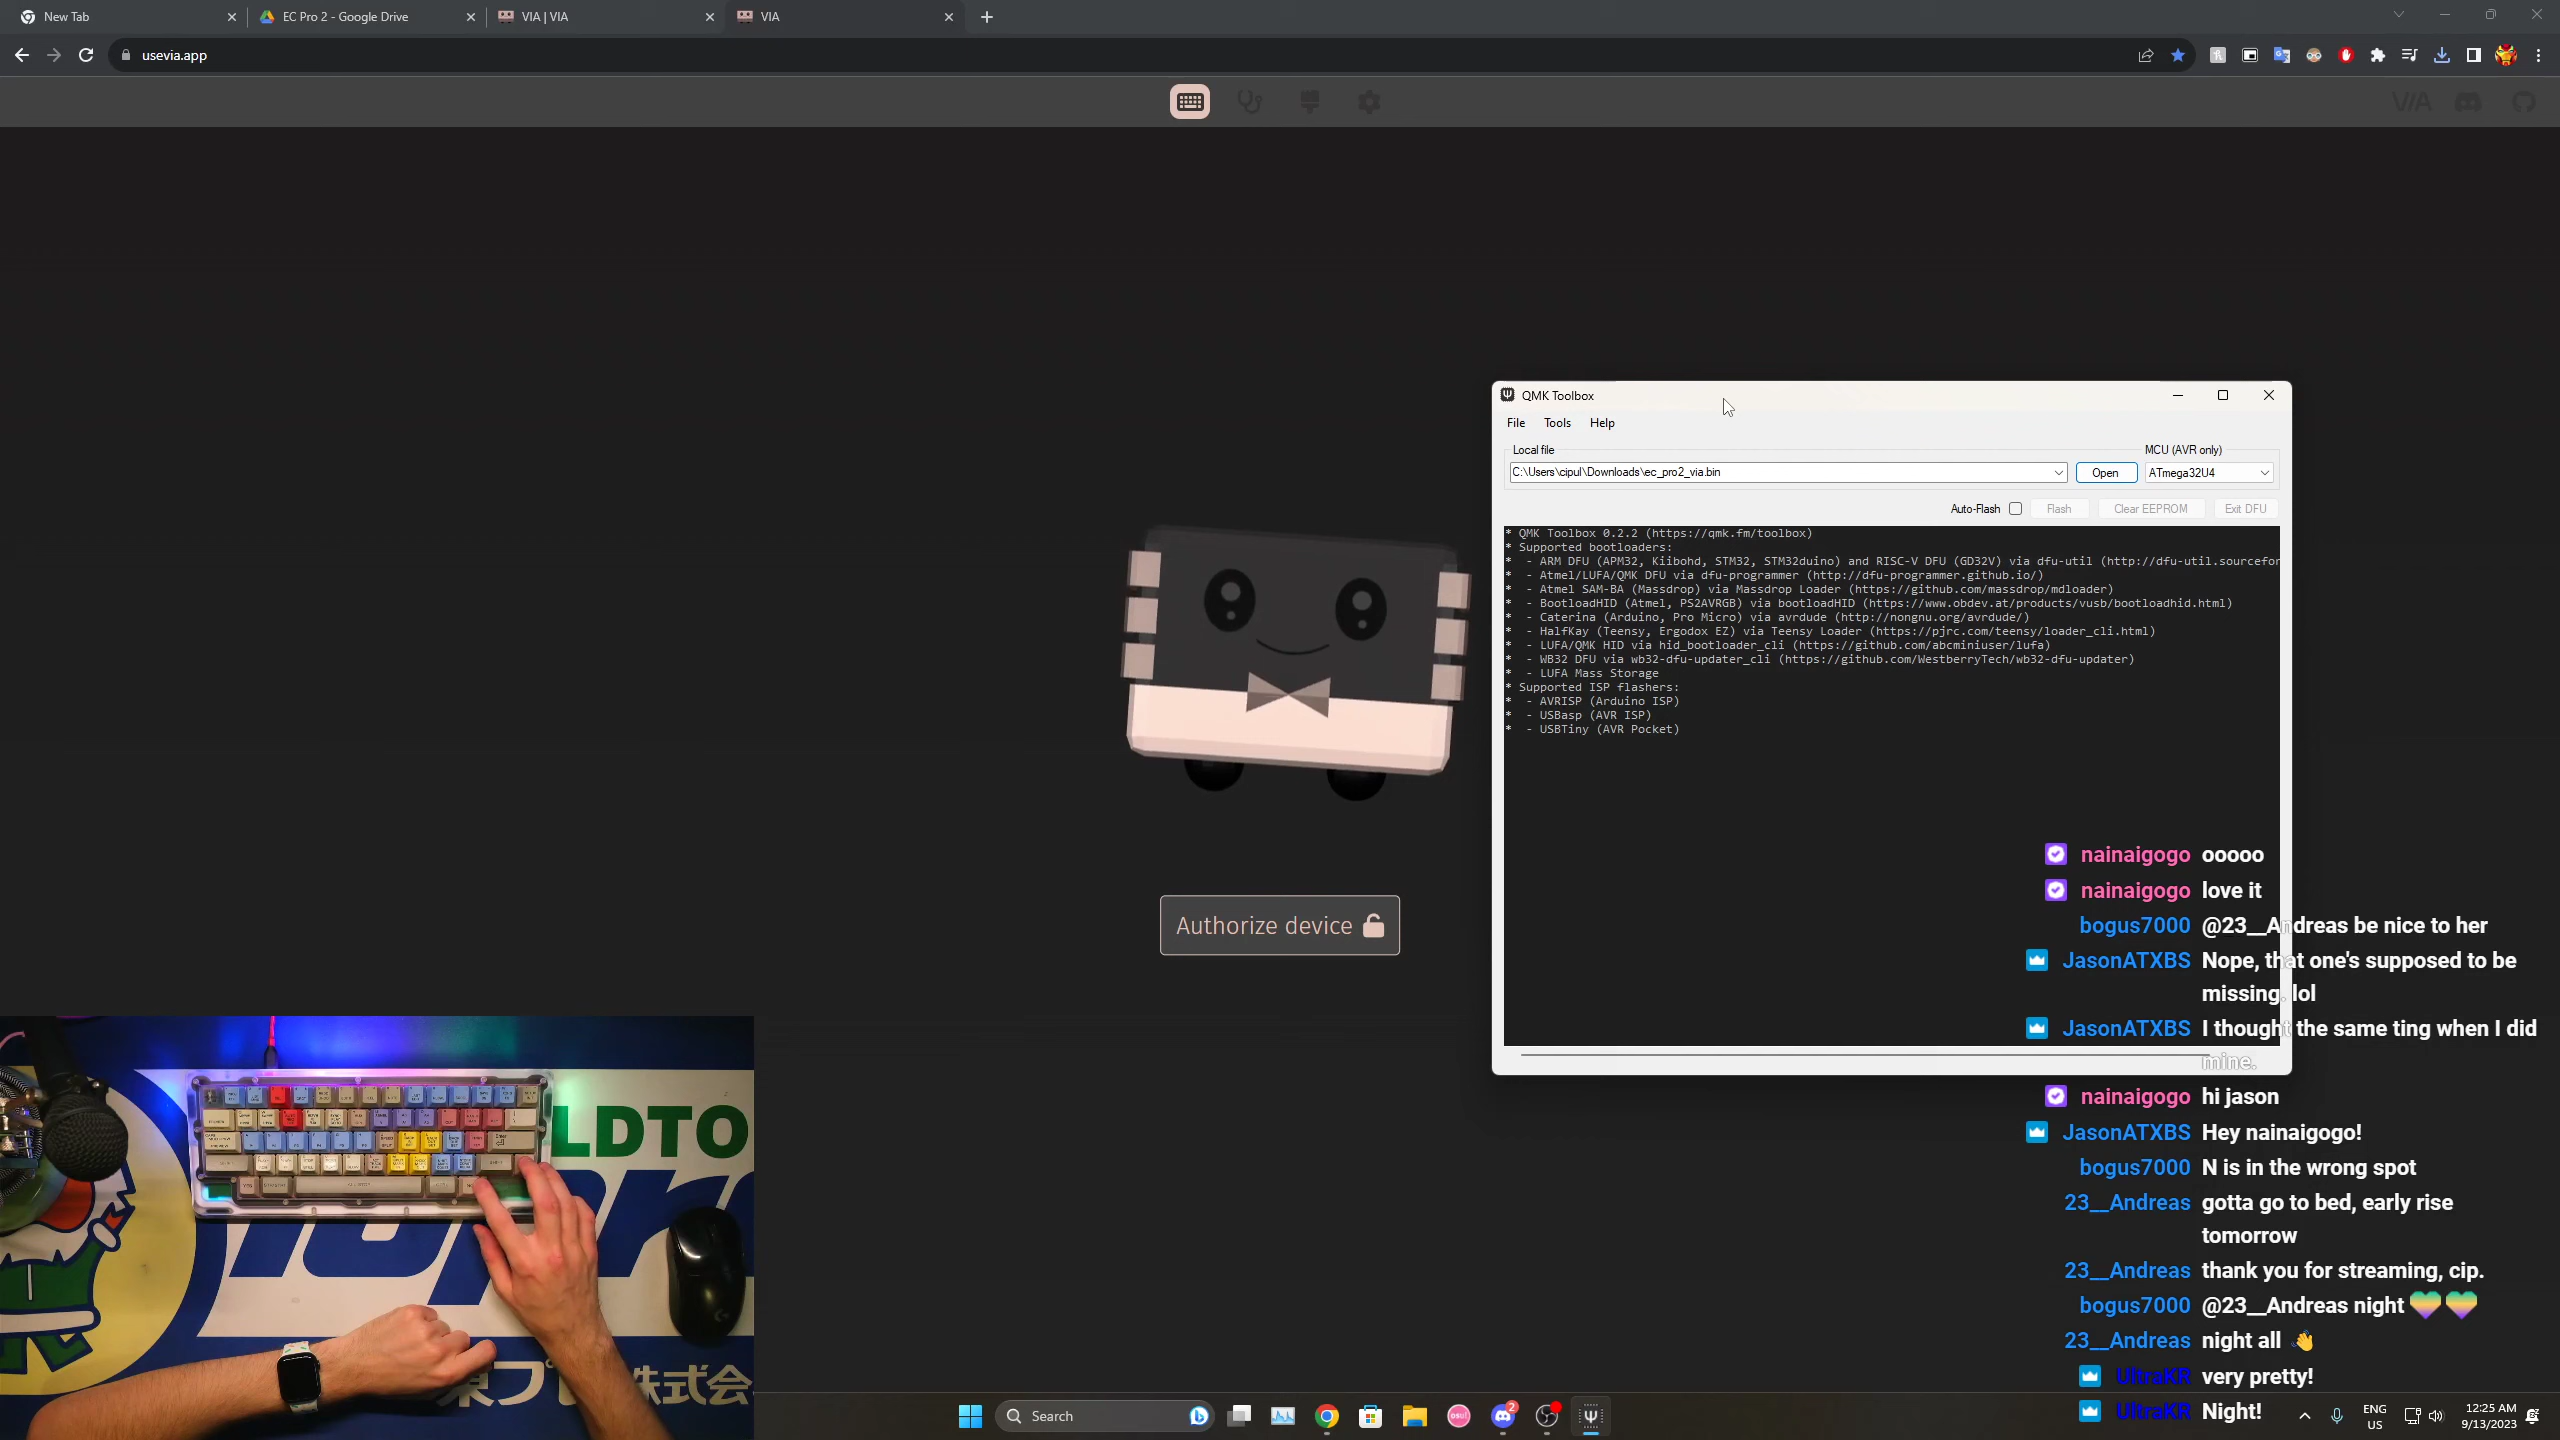 New Tab
EC Pro 2 - Google Drive
VIA | VIA
VIA
usevia.app
VIA
QMK Toolbox
File Tools Help
Local file
MCU (AVR only)
C:\Users\cipul\Downloads\ec_pro2_via.bin
Open
ATmega32U4
Auto-Flash
Flash
Clear EEPROM
Exit DFU
* QMK Toolbox 0.2.2 (https://qmk.fm/toolbox)
* Supported bootloaders:
* - ARM DFU (APM32, Kiibohd, STM32, STM32duino) and RISC-V DFU (GD32V) via dfu-util (http://dfu-util.sourcefor
* - Atmel/LUFA/QMK DFU via dfu-programmer (http://dfu-programmer.github.io/)
* - Atmel SAM-BA (Massdrop) via Massdrop Loader (https://github.com/massdrop/mdloader)
* - BootloadHID (Atmel, PS2AVRGB) via bootloadHID (https://www.obdev.at/products/vusb/bootloadhid.html)
* - Caterina (Arduino, Pro Micro) via avrdude (http://nongnu.org/avrdude/)
* - HalfKay (Teensy, Ergodox EZ) via Teensy Loader (https://pjrc.com/teensy/loader_cli.html)
* - LUFA/QMK HID via hid_bootloader_cli (https://github.com/abcminiuser/lufa)
* - WB32 DFU via wb32-dfu-updater_cli (https://github.com/WestberryTech/wb32-dfu-updater)
* - LUFA Mass Storage
* Supported ISP flashers:
* - AVRISP (Arduino ISP)
* - USBasp (AVR ISP)
* - USBTiny (AVR Pocket)
Authorize device
nainaigogo ooooo
nainaigogo love it
bogus7000 @23__Andreas be nice to her
JasonATXBS Nope, that one's supposed to be
missing. lol
JasonATXBS I thought the same ting when I did
mine.
nainaigogo hi jason
JasonATXBS Hey nainaigogo!
bogus7000 N is in the wrong spot
23__Andreas gotta go to bed, early rise
tomorrow
23__Andreas thank you for streaming, cip.
bogus7000 @23__Andreas night
23__Andreas night all
UltraKR very pretty!
UltraKR Night!
LDTO
東プレ株式会
Search
osu!
2
ENG
US
12:25 AM
9/13/2023